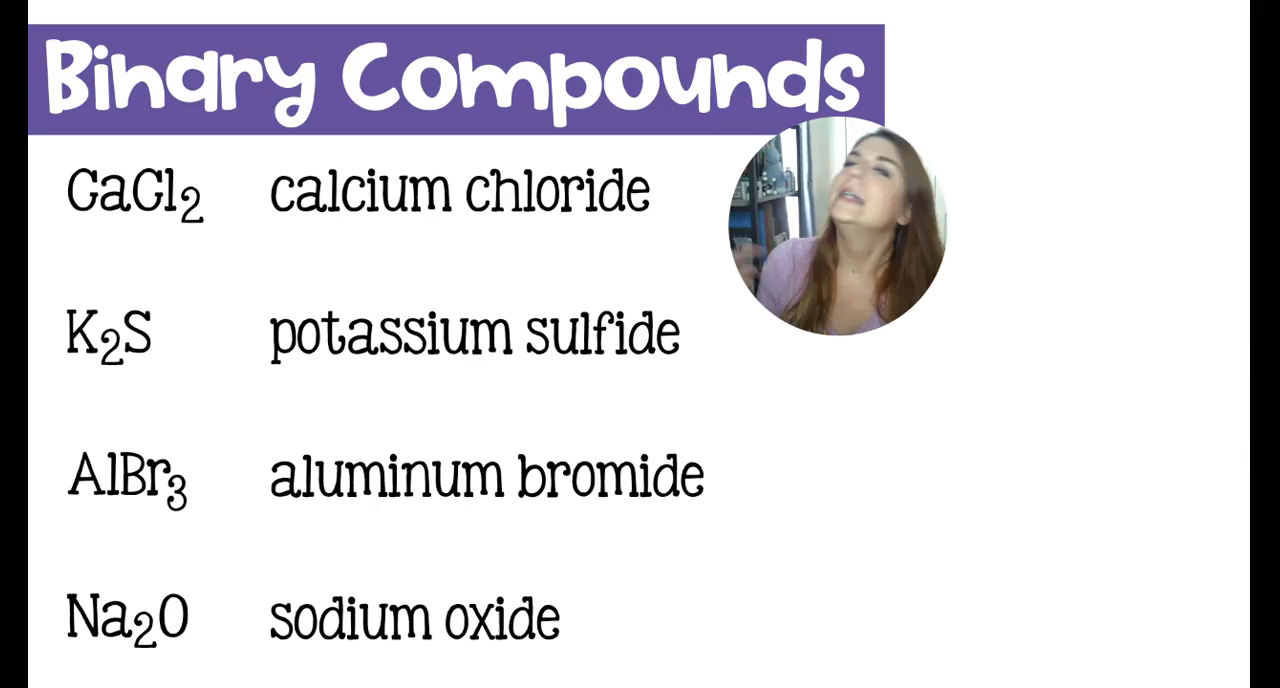 Binary Compounds
CaCl₂ calcium chloride
K₂S potassium sulfide
AlBr₃ aluminum bromide
Na₂O sodium oxide